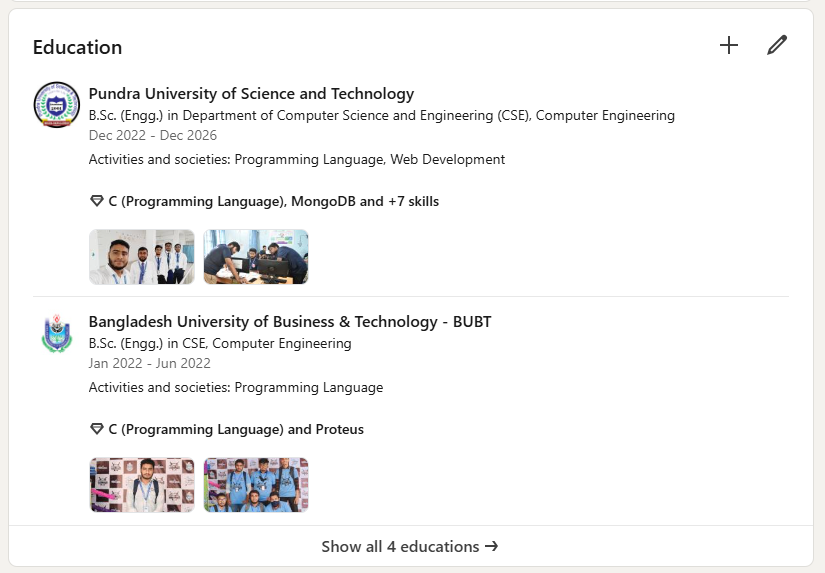 Education
Pundra University of Science and Technology
B.Sc. (Engg.) in Department of Computer Science and Engineering (CSE), Computer Engineering
Dec 2022 - Dec 2026
Activities and societies: Programming Language, Web Development
C (Programming Language), MongoDB and +7 skills
Bangladesh University of Business & Technology - BUBT
B.Sc. (Engg.) in CSE, Computer Engineering
Jan 2022 - Jun 2022
Activities and societies: Programming Language
C (Programming Language) and Proteus
Show all 4 educations →